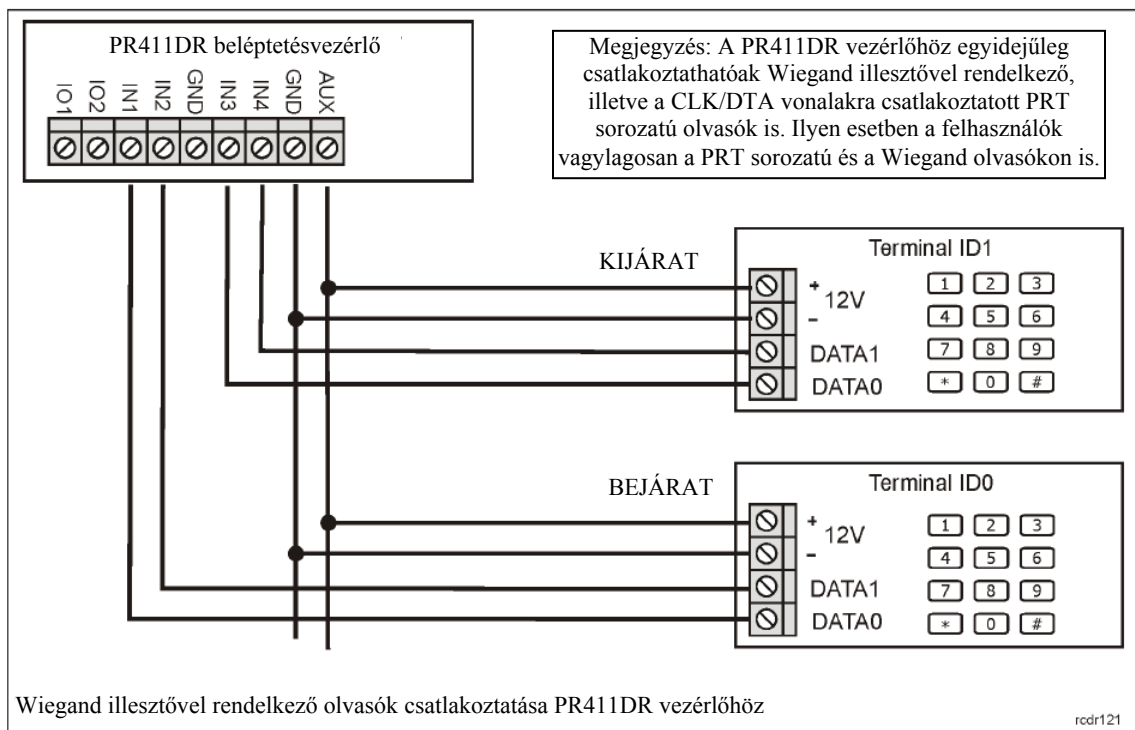 PR411DR beléptetésvezérlő
IO1
IO2
IN1
IN2
GND
IN3
IN4
GND
AUX
Megjegyzés: A PR411DR vezérlőhöz egyidejűleg
csatlakoztathatóak Wiegand illesztővel rendelkező,
illetve a CLK/DTA vonalakra csatlakoztatott PRT
sorozatú olvasók is. Ilyen esetben a felhasználók
vagylagosan a PRT sorozatú és a Wiegand olvasókon is.
KIJÁRAT
Terminal ID1
+
12V
-
DATA1
DATA0
1 2 3
4 5 6
7 8 9
* 0 #
BEJÁRAT
Terminal ID0
+
12V
-
DATA1
DATA0
1 2 3
4 5 6
7 8 9
* 0 #
Wiegand illesztővel rendelkező olvasók csatlakoztatása PR411DR vezérlőhöz
rcdr121